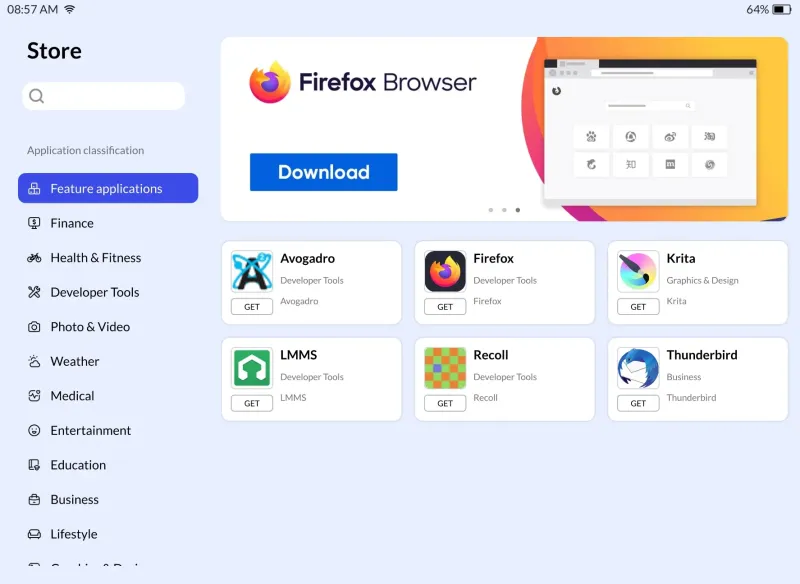 08:57 AM
64%
Store
Application classification
Feature applications
Finance
Health & Fitness
Developer Tools
Photo & Video
Weather
Medical
Entertainment
Education
Business
Lifestyle
Firefox Browser
Download
知
Avogadro
Developer Tools
Avogadro
GET
Firefox
Developer Tools
Firefox
GET
Krita
Graphics & Design
Krita
GET
LMMS
Developer Tools
LMMS
GET
Recoll
Developer Tools
Recoll
GET
Thunderbird
Business
Thunderbird
GET